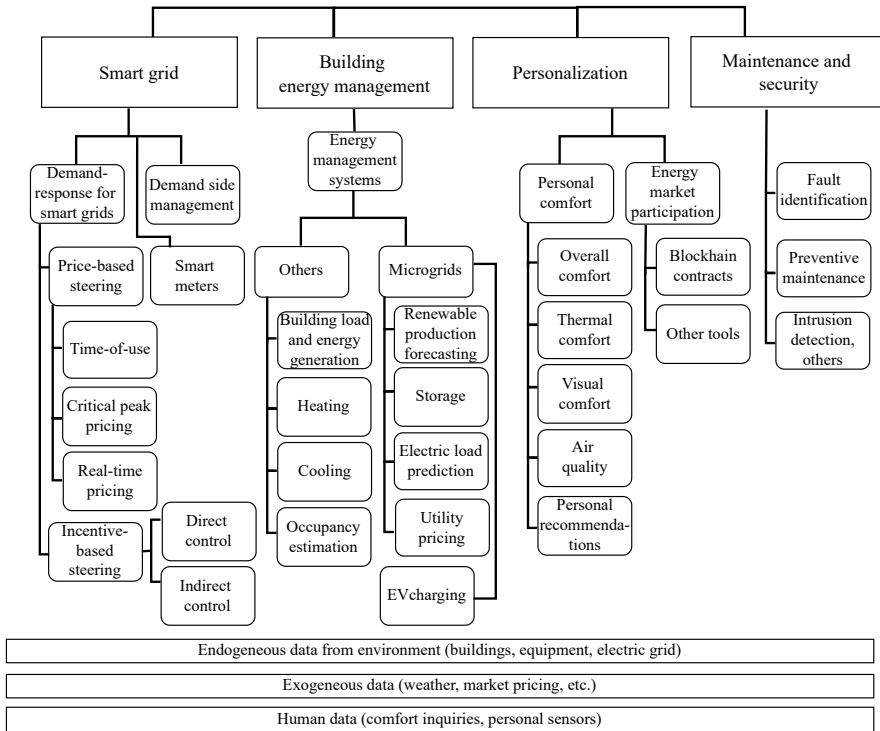 Smart grid
Building
energy management
Personalization
Maintenance and
security
Demand-
response for
smart grids
Demand side
management
Price-based
steering
Smart
meters
Time-of-use
Critical peak
pricing
Real-time
pricing
Incentive-
based
steering
Direct
control
Indirect
control
Energy
management
systems
Others
Microgrids
Building load
and energy
generation
Heating
Cooling
Occupancy
estimation
Renewable
production
forecasting
Storage
Electric load
prediction
Utility
pricing
EVcharging
Personal
comfort
Energy
market
participation
Overall
comfort
Thermal
comfort
Visual
comfort
Air
quality
Personal
recommenda-
tions
Blockhain
contracts
Other tools
Fault
identification
Preventive
maintenance
Intrusion
detection,
others
Endogeneous data from environment (buildings, equipment, electric grid)
Exogeneous data (weather, market pricing, etc.)
Human data (comfort inquiries, personal sensors)